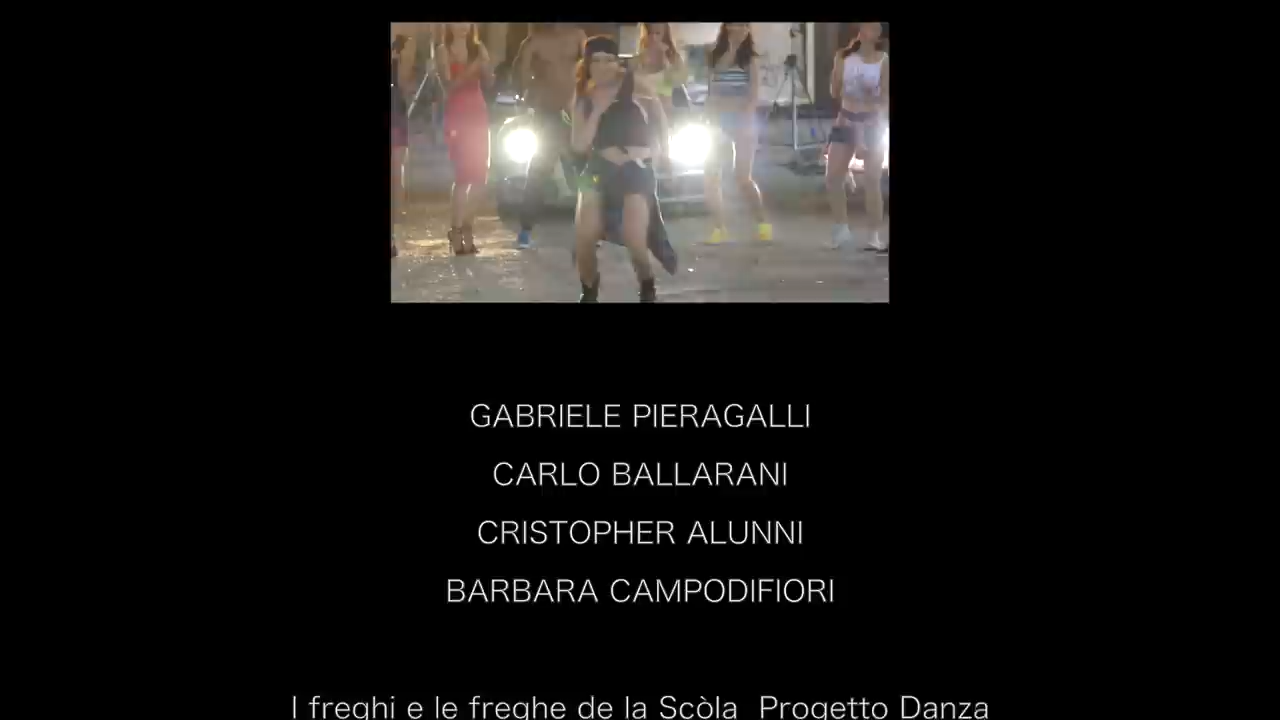 GABRIELE PIERAGALLI
CARLO BALLARANI
CRISTOPHER ALUNNI
BARBARA CAMPODIFIORI
I freghi e le freghe de la Scòla Progetto Danza